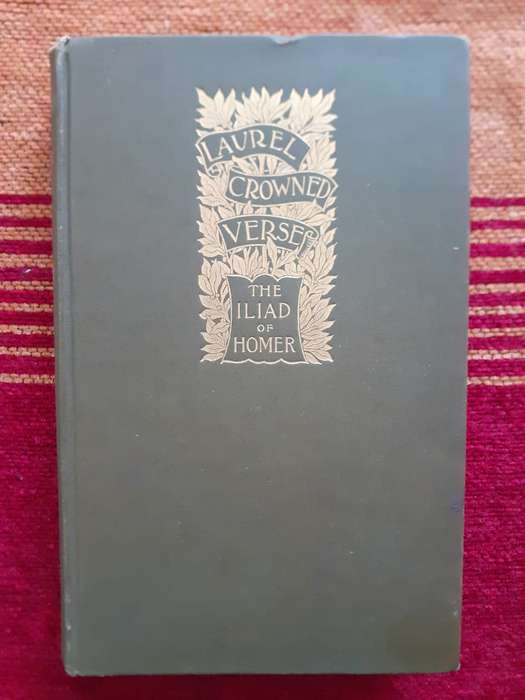 LAUREL
CROWNED
VERSE
THE
ILIAD
OF
HOMER